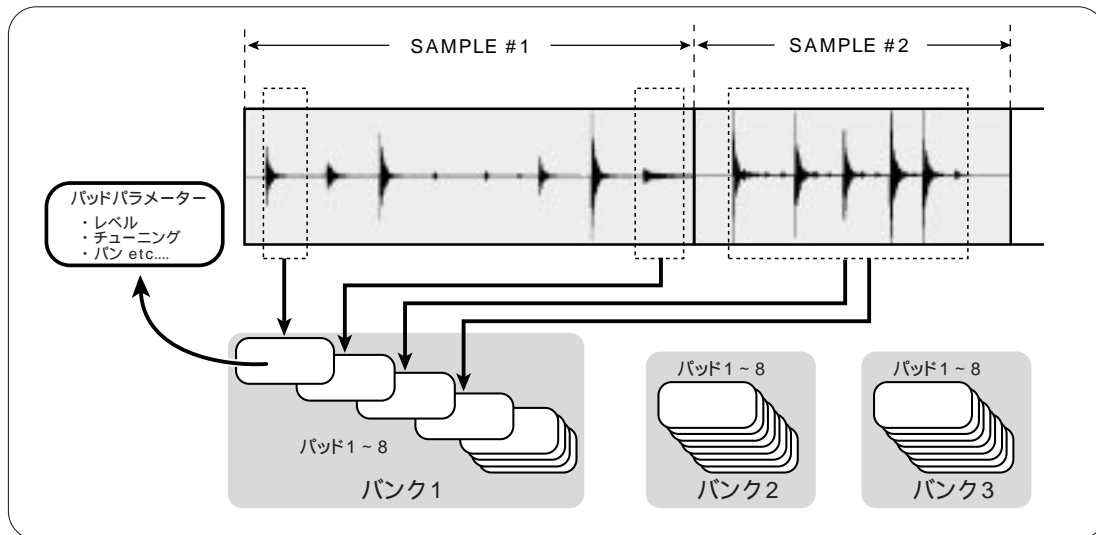 SAMPLE #1
SAMPLE #2
パッドパラメーター
・レベル
・チューニング
・パン etc....
パッド1 ~ 8
バンク1
パッド1 ~ 8
バンク2
パッド1 ~ 8
バンク3